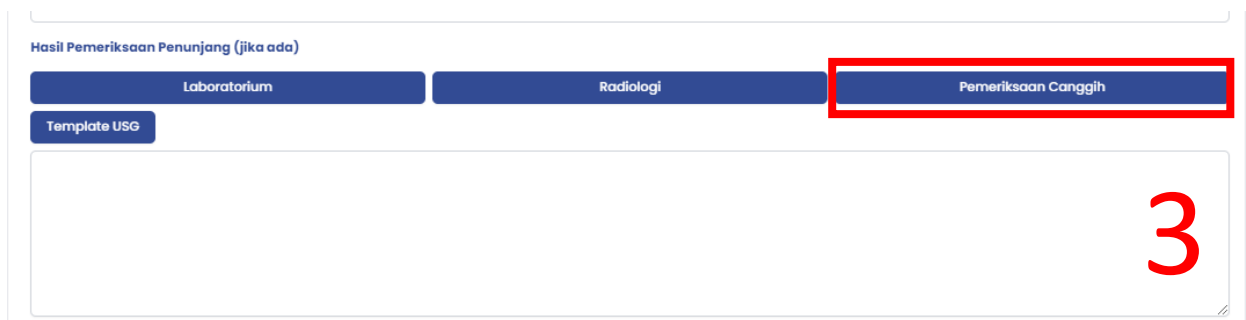 Hasil Pemeriksaan Penunjang (jika ada)
Laboratorium Radiologi Pemeriksaan Canggih
Template USG
3